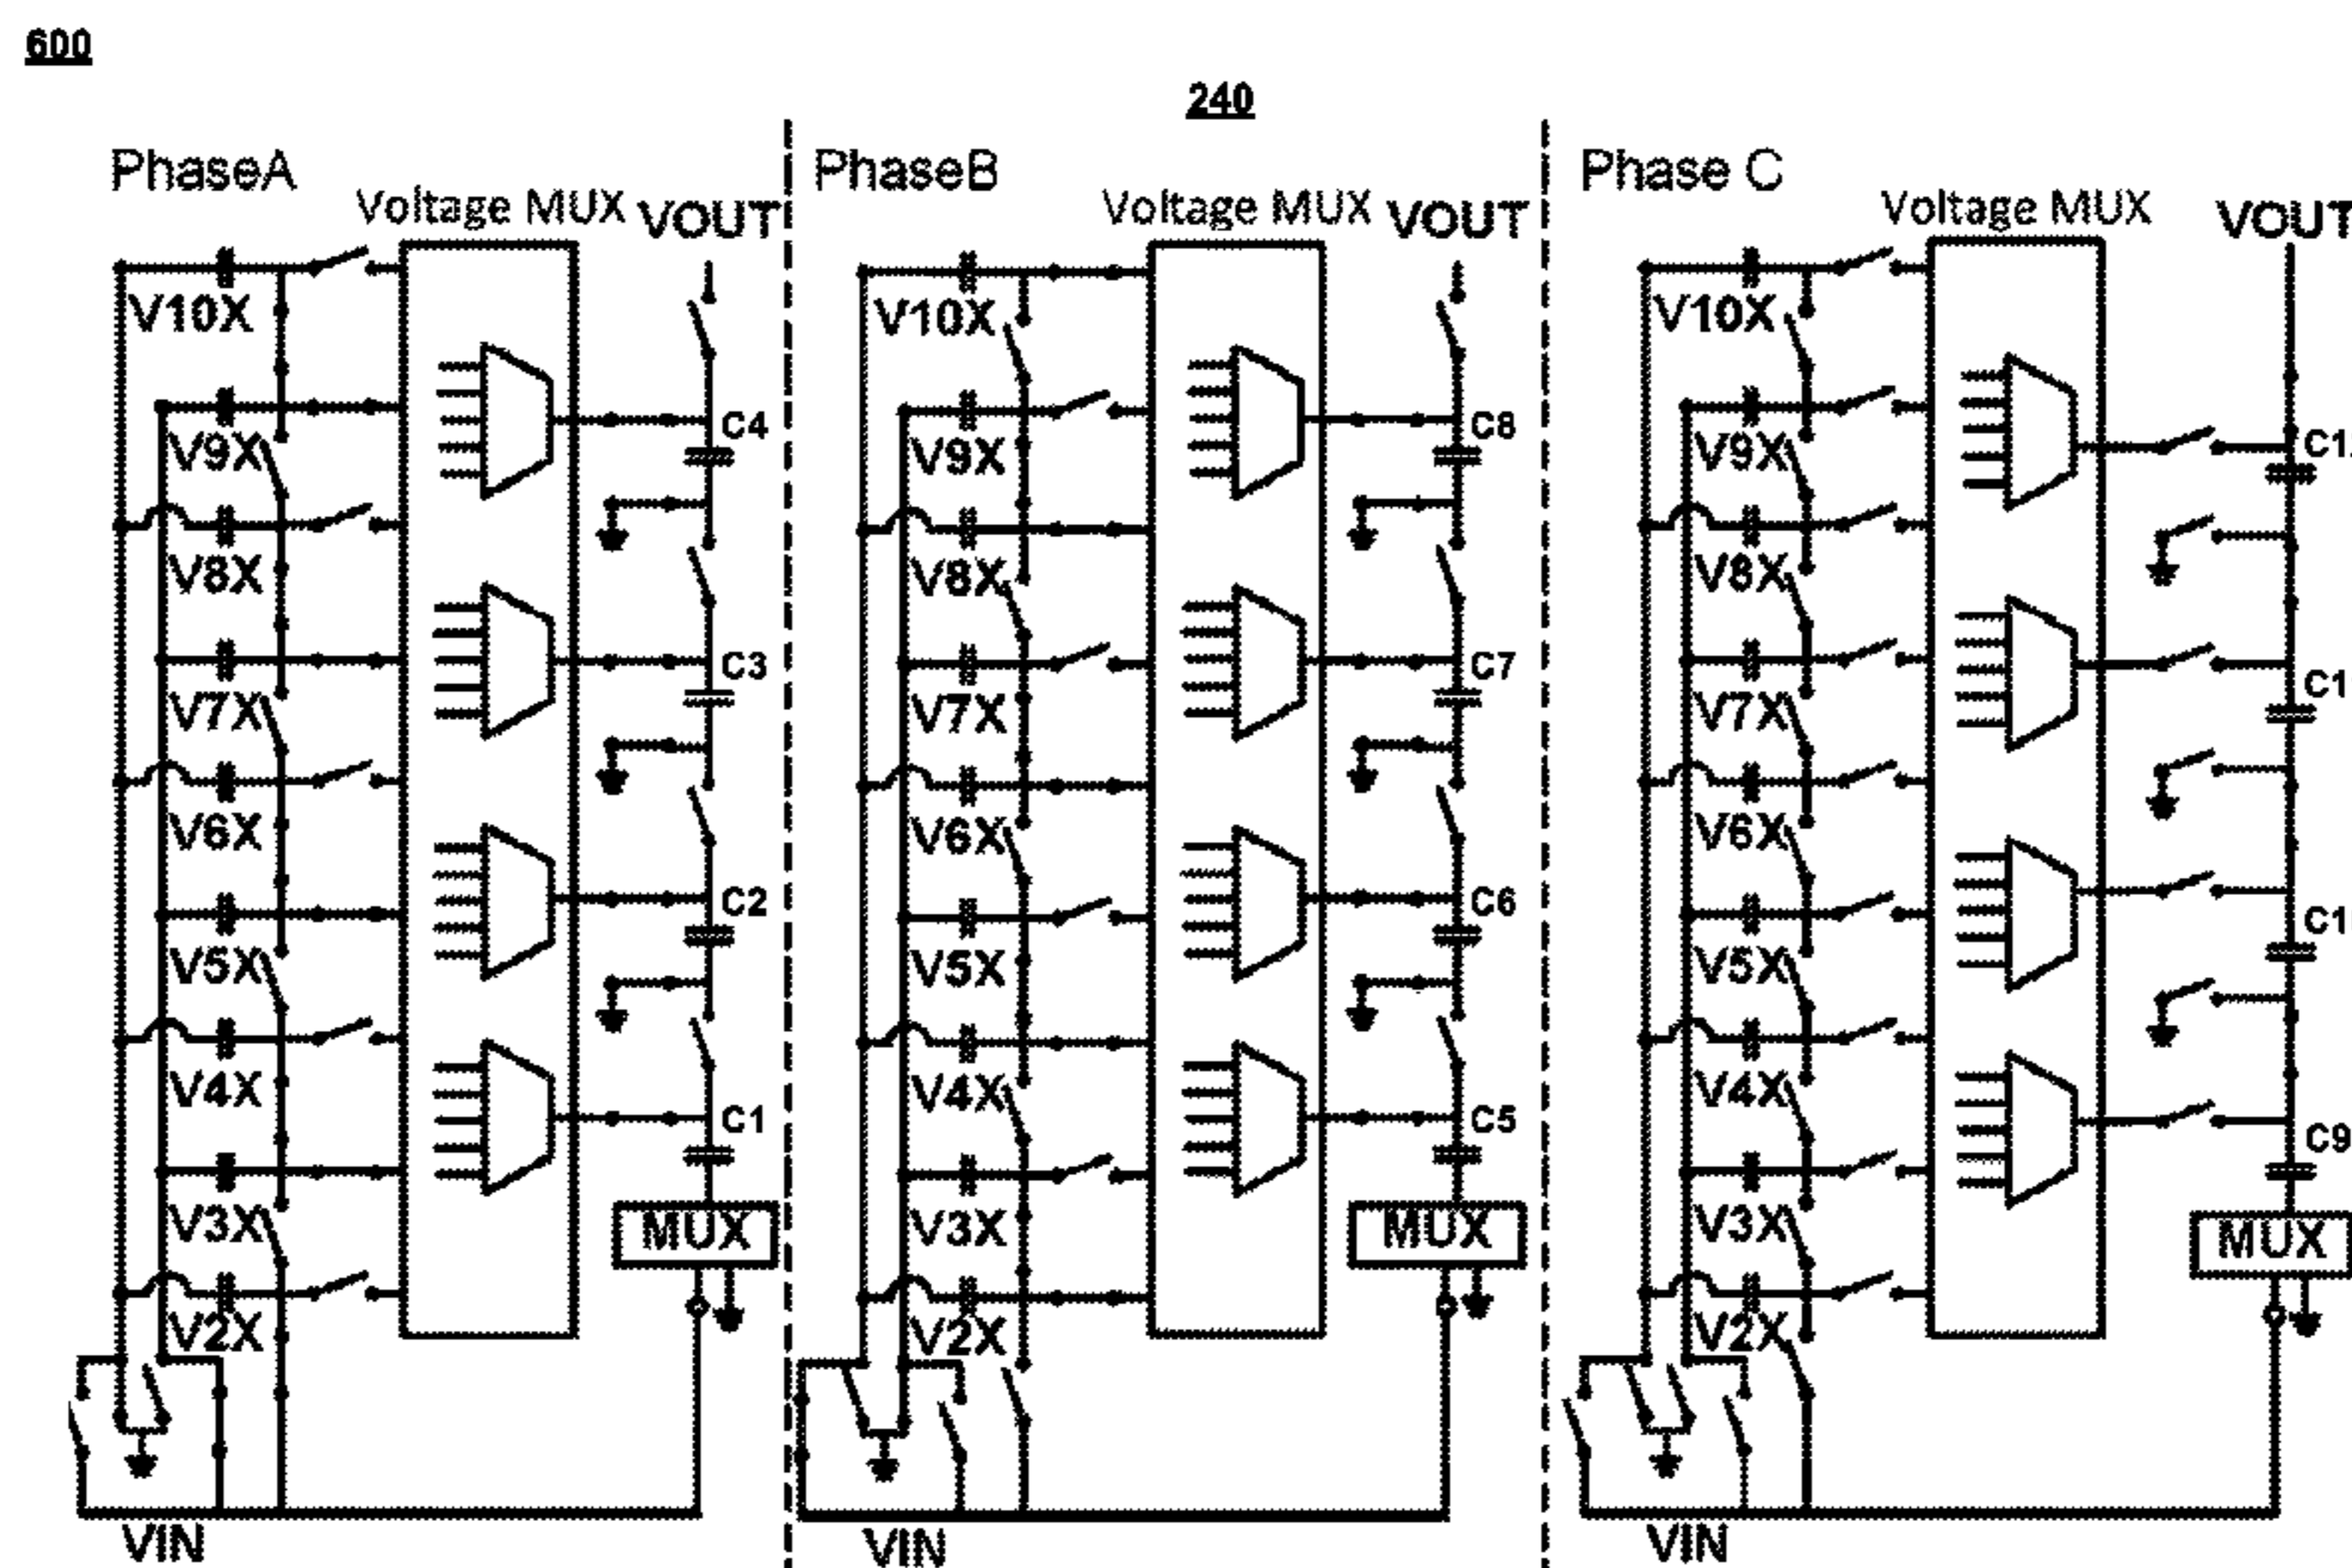 600
240
PhaseA
Voltage MUX
VOUT
V10X
V9X
V8X
V7X
V6X
V5X
V4X
V3X
V2X
C4
C3
C2
C1
MUX
VIN
PhaseB
Voltage MUX
VOUT
V10X
V9X
V8X
V7X
V6X
V5X
V4X
V3X
V2X
C8
C7
C6
C5
MUX
VIN
Phase C
Voltage MUX
VOUT
V10X
V9X
V8X
V7X
V6X
V5X
V4X
V3X
V2X
C9
MUX
VIN